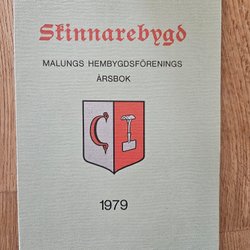 Skinnarebygd
MALUNGS HEMBYGDSFÖRENINGS
ÅRSBOK
1979